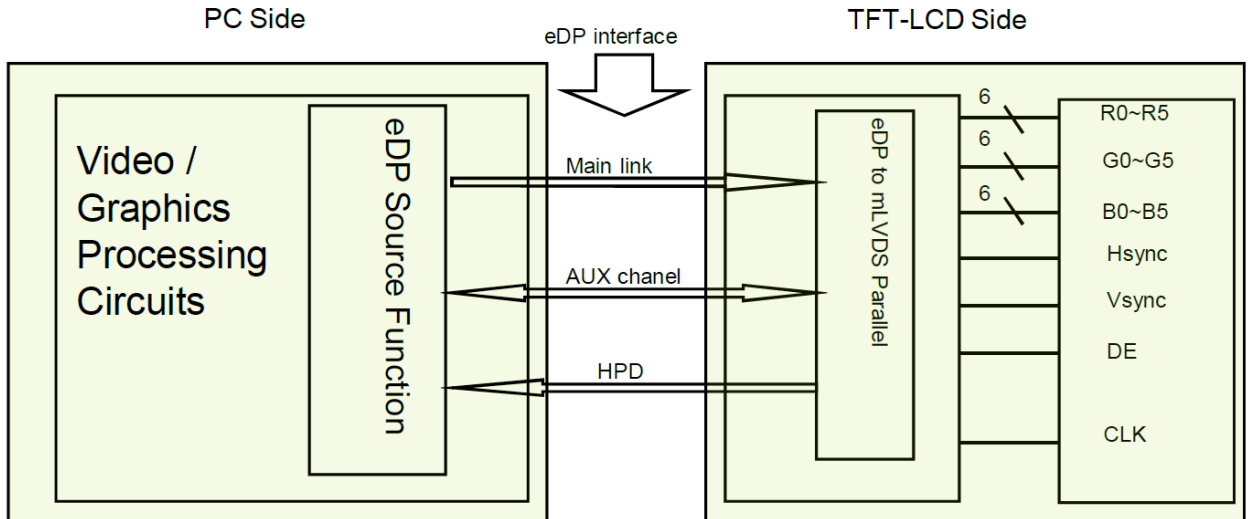 PC Side
eDP interface
TFT-LCD Side
Video /
Graphics
Processing
Circuits
eDP Source Function
Main link
AUX chanel
HPD
eDP to mLVDS Parallel
6
R0~R5
6
G0~G5
6
B0~B5
Hsync
Vsync
DE
CLK